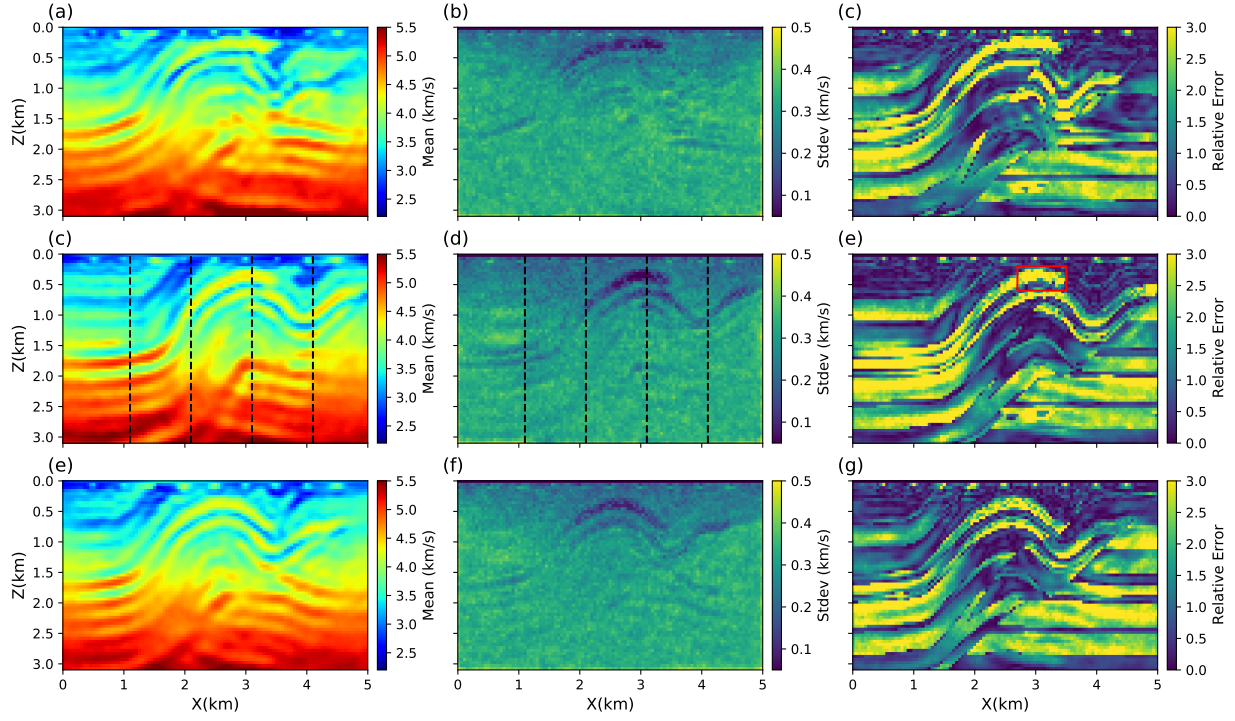 (a) (b) (c)
0.0 0.5 1.0 1.5 2.0 2.5 3.0
Z(km)
5.5 5.0 4.5 4.0 3.5 3.0 2.5
Mean (km/s)
0.5 0.4 0.3 0.2 0.1
Stdev (km/s)
3.0 2.5 2.0 1.5 1.0 0.5 0.0
Relative Error
(c) (d) (e)
0.0 0.5 1.0 1.5 2.0 2.5 3.0
Z(km)
5.5 5.0 4.5 4.0 3.5 3.0 2.5
Mean (km/s)
0.5 0.4 0.3 0.2 0.1
Stdev (km/s)
3.0 2.5 2.0 1.5 1.0 0.5 0.0
Relative Error
(e) (f) (g)
0.0 0.5 1.0 1.5 2.0 2.5 3.0
Z(km)
5.5 5.0 4.5 4.0 3.5 3.0 2.5
Mean (km/s)
0.5 0.4 0.3 0.2 0.1
Stdev (km/s)
3.0 2.5 2.0 1.5 1.0 0.5 0.0
Relative Error
0 1 2 3 4 5 0 1 2 3 4 5 0 1 2 3 4 5
X(km) X(km) X(km)